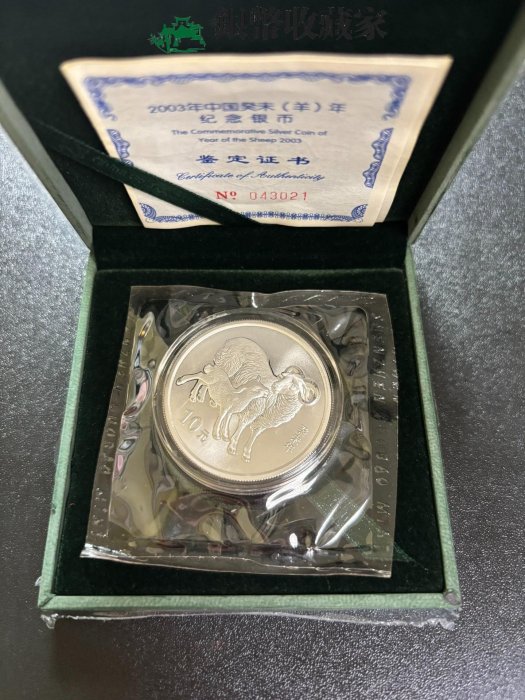 銀幣收藏家
2003年中国癸未（羊）年
纪念银币
The Commemorative Silver Coin of
Year of the Sheep 2003
鉴定证书
Certificate of Authenticity
Nº 043021
10元